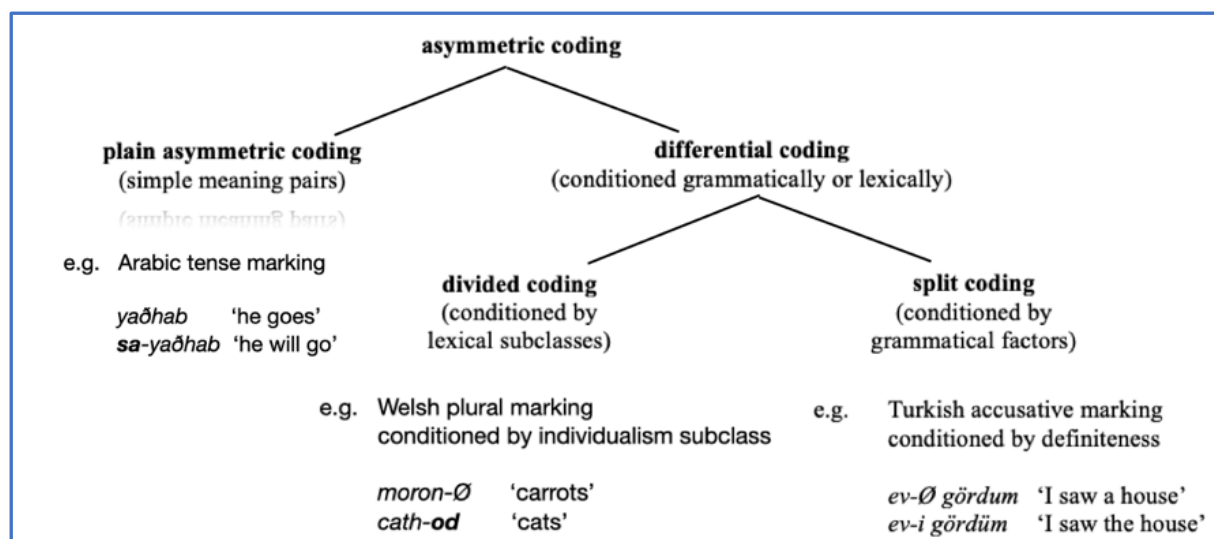 asymmetric coding
plain asymmetric coding
(simple meaning pairs)
e.g. Arabic tense marking
yaðhab ‘he goes’
sa-yaðhab ‘he will go’
differential coding
(conditioned grammatically or lexically)
divided coding
(conditioned by
lexical subclasses)
e.g. Welsh plural marking
conditioned by individualism subclass
moron-Ø ‘carrots’
cath-od ‘cats’
split coding
(conditioned by
grammatical factors)
e.g. Turkish accusative marking
conditioned by definiteness
ev-Ø gördum ‘I saw a house’
ev-i gördüm ‘I saw the house’